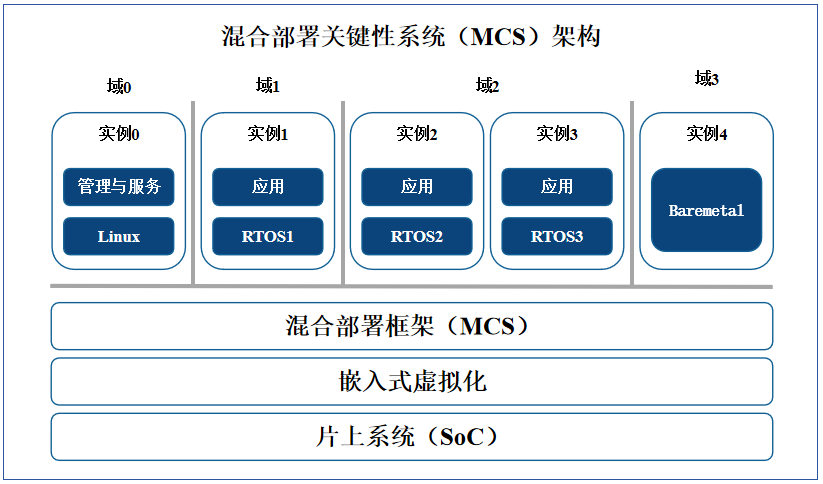 混合部署关键性系统（MCS）架构
域0
域1
域2
域3
实例0
实例1
实例2
实例3
实例4
管理与服务
应用
应用
应用
Baremetal
Linux
RTOS1
RTOS2
RTOS3
混合部署框架（MCS）
嵌入式虚拟化
片上系统（SoC）